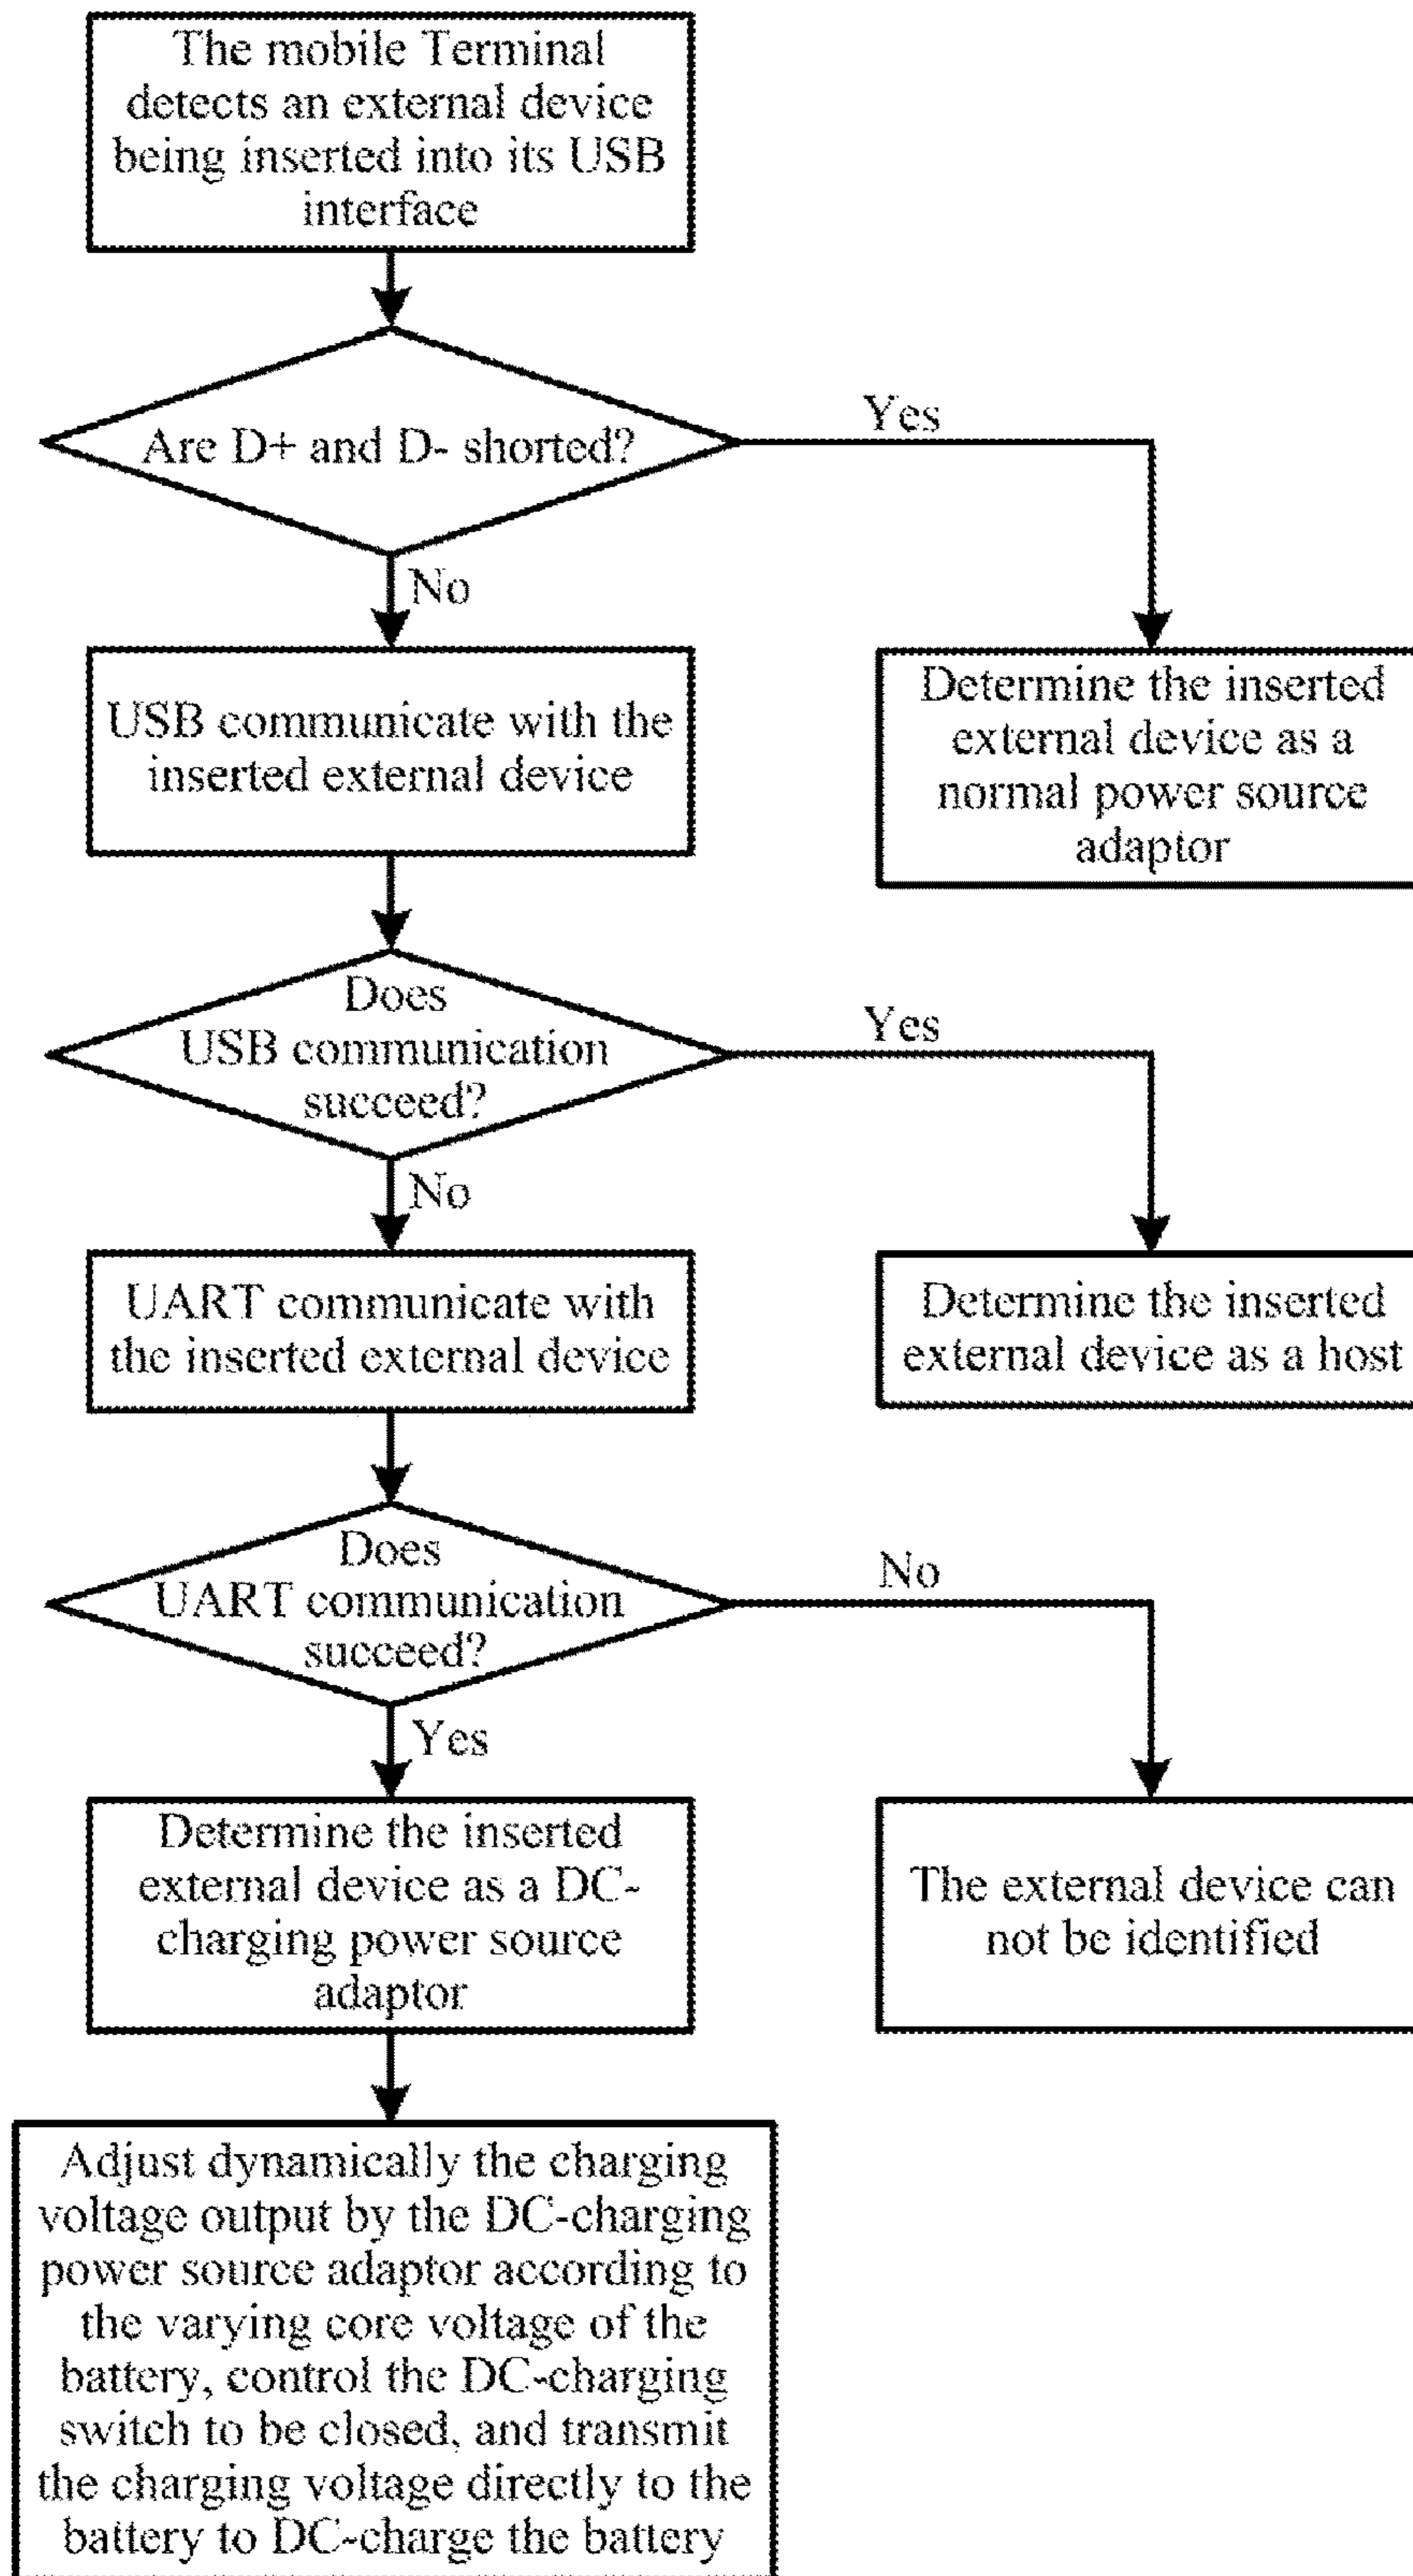 The mobile Terminal
detects an external device
being inserted into its USB
interface
Are D+ and D- shorted?
Yes
No
USB communicate with the
inserted external device
Determine the inserted
external device as a
normal power source
adaptor
Does
USB communication
succeed?
Yes
No
UART communicate with
the inserted external device
Determine the inserted
external device as a host
Does
UART communication
succeed?
No
Yes
Determine the inserted
external device as a DC-
charging power source
adaptor
The external device can
not be identified
Adjust dynamically the charging
voltage output by the DC-charging
power source adaptor according to
the varying core voltage of the
battery, control the DC-charging
switch to be closed, and transmit
the charging voltage directly to the
battery to DC-charge the battery